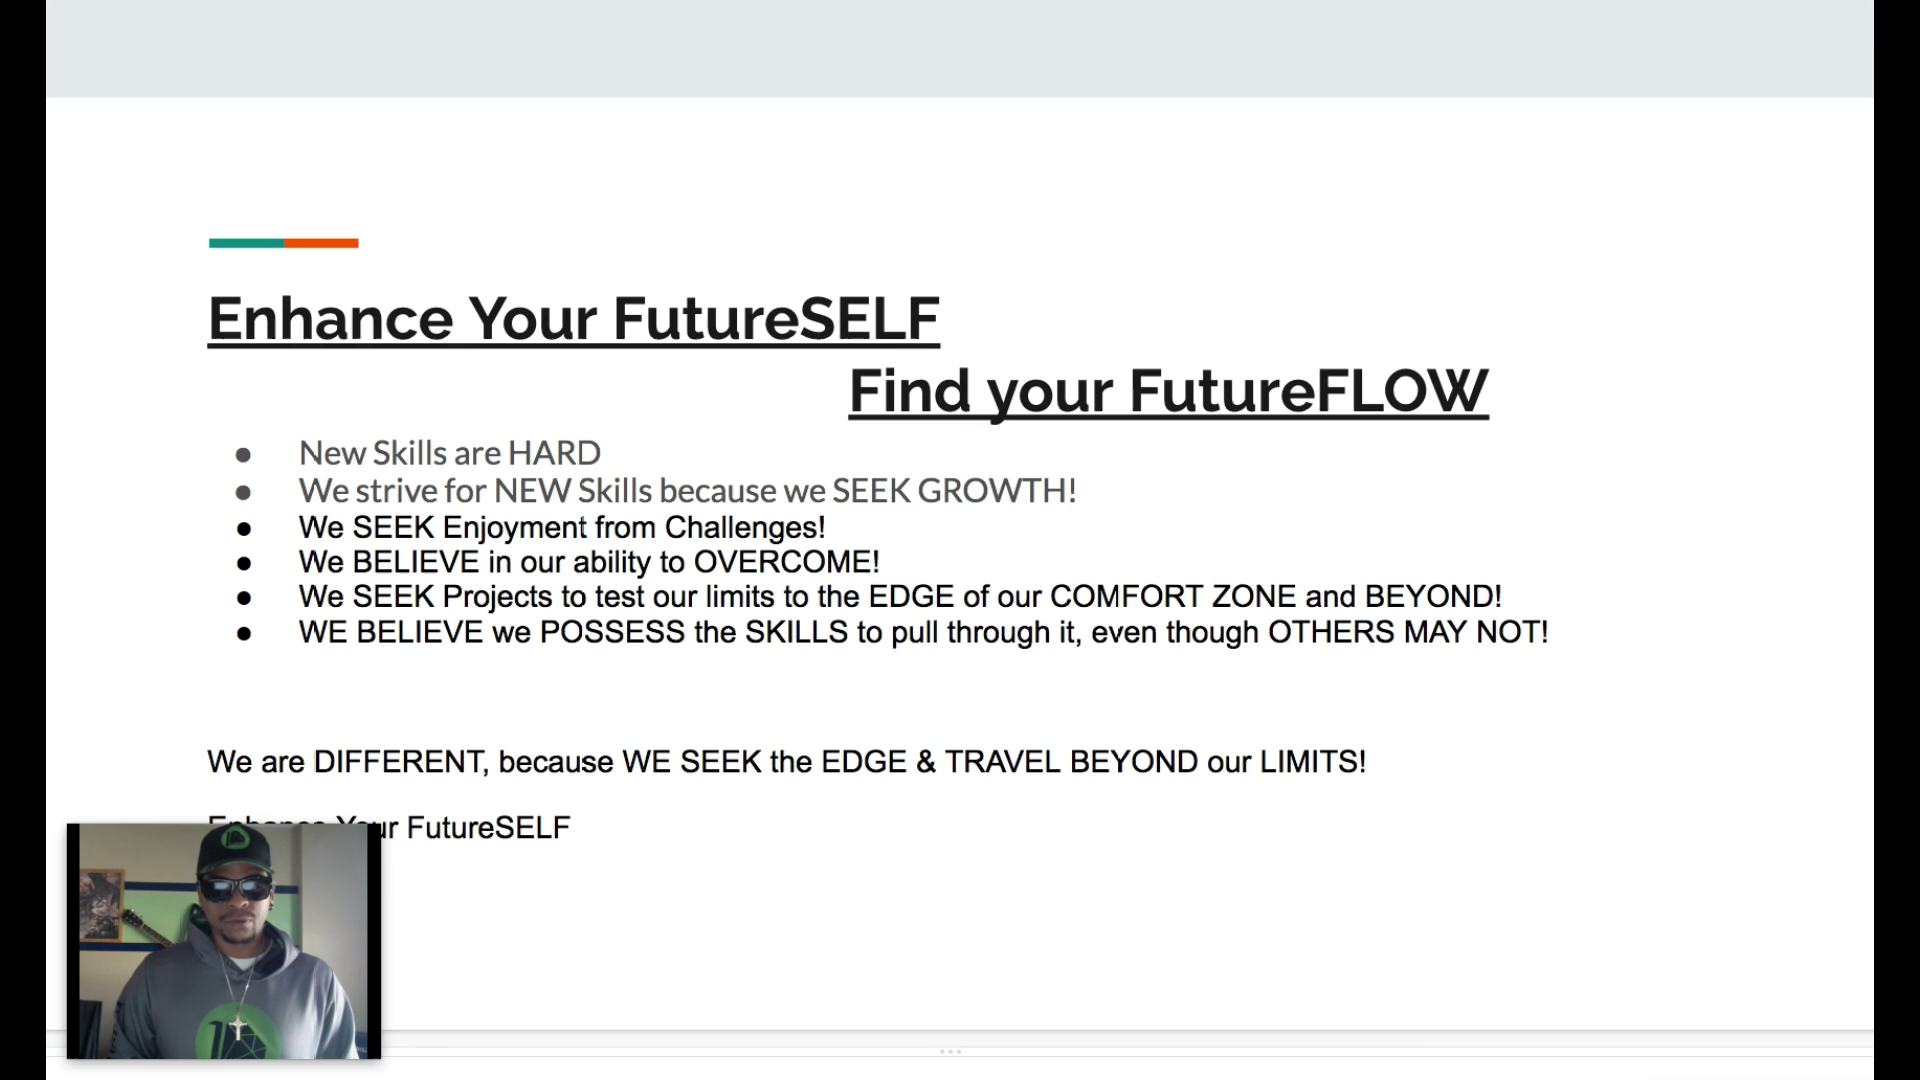 Enhance Your FutureSELF
Find your FutureFLOW
● New Skills are HARD
● We strive for NEW Skills because we SEEK GROWTH!
● We SEEK Enjoyment from Challenges!
● We BELIEVE in our ability to OVERCOME!
● We SEEK Projects to test our limits to the EDGE of our COMFORT ZONE and BEYOND!
● WE BELIEVE we POSSESS the SKILLS to pull through it, even though OTHERS MAY NOT!
We are DIFFERENT, because WE SEEK the EDGE & TRAVEL BEYOND our LIMITS!
Enhance Your FutureSELF